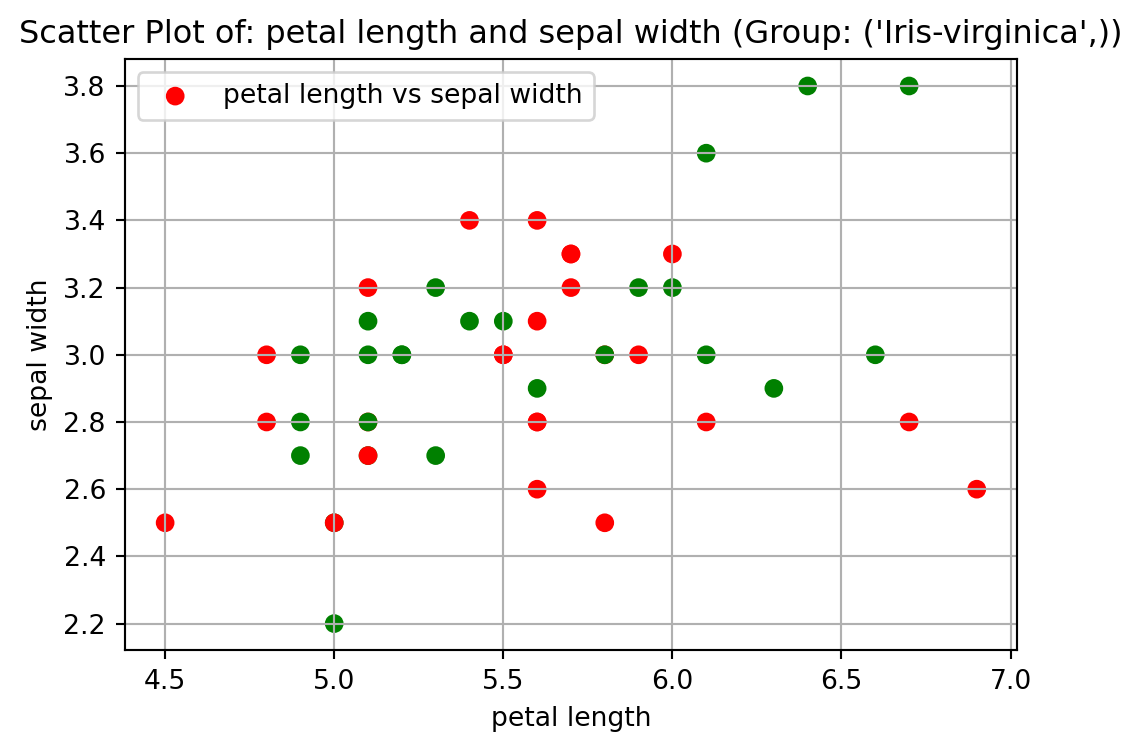 Scatter Plot of: petal length and sepal width (Group: ('Iris-virginica',))
petal length vs sepal width
3.8
3.6
3.4
3.2
3.0
2.8
2.6
2.4
2.2
sepal width
4.5 5.0 5.5 6.0 6.5 7.0
petal length